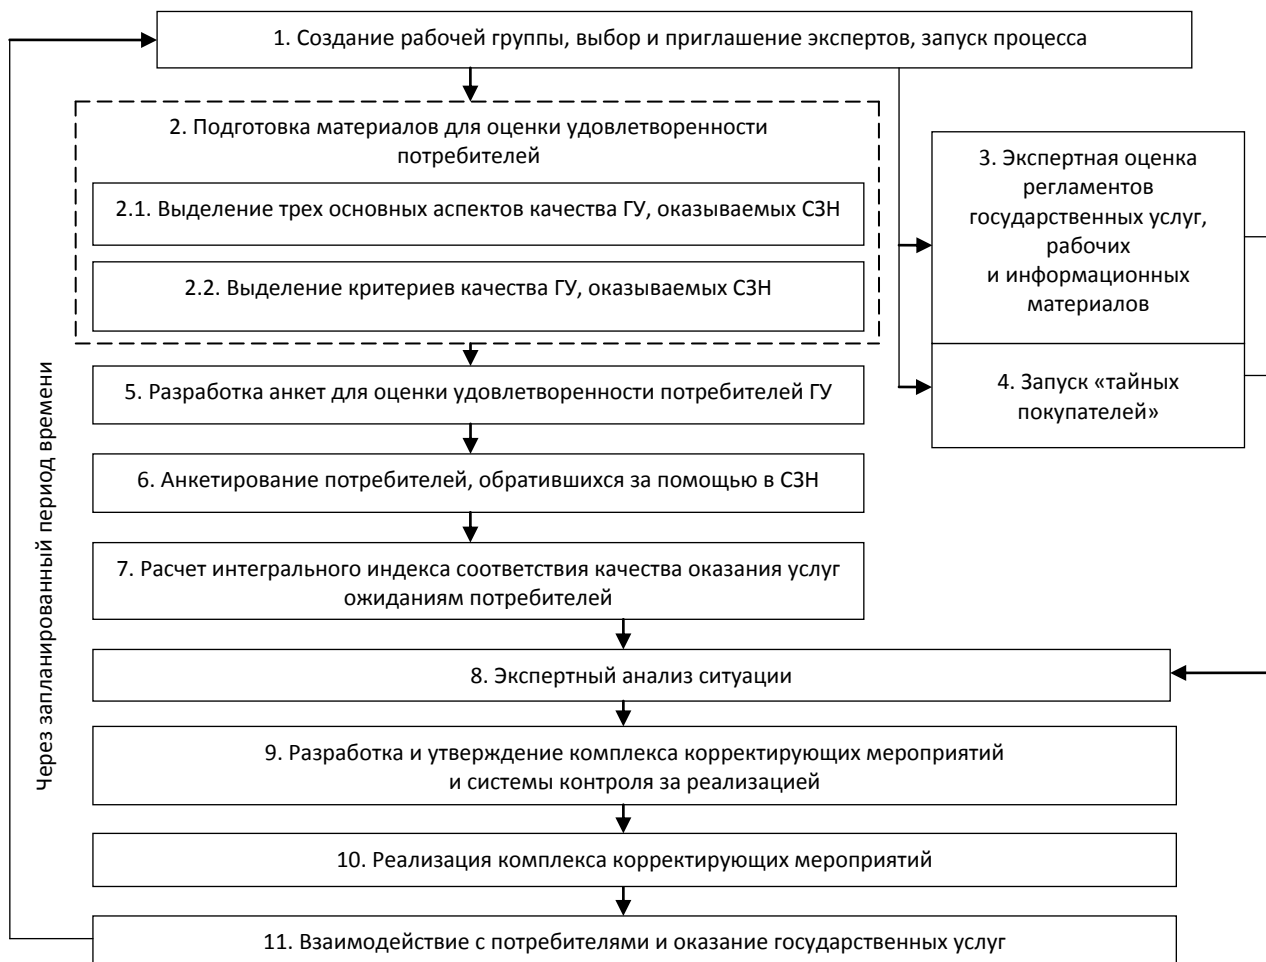 1. Создание рабочей группы, выбор и приглашение экспертов, запуск процесса
2. Подготовка материалов для оценки удовлетворенности
потребителей
2.1. Выделение трех основных аспектов качества ГУ, оказываемых СЗН
2.2. Выделение критериев качества ГУ, оказываемых СЗН
3. Экспертная оценка
регламентов
государственных услуг,
рабочих
и информационных
материалов
4. Запуск «тайных
покупателей»
5. Разработка анкет для оценки удовлетворенности потребителей ГУ
6. Анкетирование потребителей, обратившихся за помощью в СЗН
7. Расчет интегрального индекса соответствия качества оказания услуг
ожиданиям потребителей
8. Экспертный анализ ситуации
9. Разработка и утверждение комплекса корректирующих мероприятий
и системы контроля за реализацией
10. Реализация комплекса корректирующих мероприятий
11. Взаимодействие с потребителями и оказание государственных услуг
Через запланированный период времени